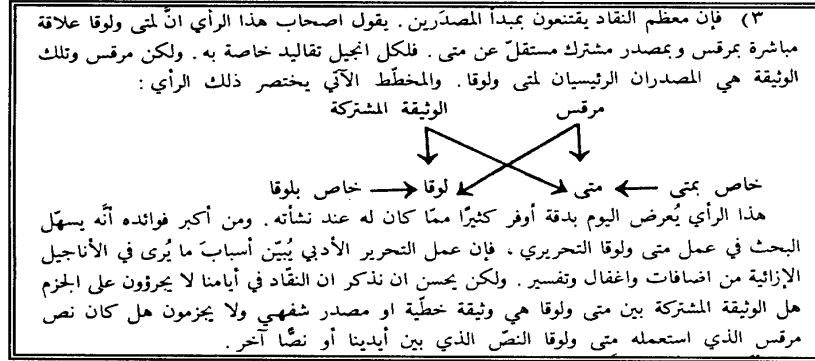 ٣) فإن معظم النقاد يقتنعون بمبدأ المصدَرين. يقول اصحاب هذا الرأي انَّ لمتى ولوقا علاقة
مباشرة بمرقس وبمصدر مشترك مستقلّ عن متى. فلكل انجيل تقاليد خاصة به. ولكن مرقس وتلك
الوثيقة هي المصدران الرئيسيان لمتى ولوقا. والمخطّط الآتي يختصر ذلك الرأي:
مرقس الوثيقة المشتركة
خاص بمتى متى لوقا خاص بلوقا
هذا الرأي يُعرض اليوم بدقة أوفر كثيرًا ممّا كان له عند نشأته. ومن أكبر فوائده أنَّه يسهّل
البحث في عمل متى ولوقا التحريري، فإن عمل التحرير الأدبي يُبيّن أسبابَ ما يُرى في الأناجيل
الإزائية من اضافات واغفال وتفسير. ولكن يحسن ان نذكر ان النقّاد في أيامنا لا يجرؤون على الجزم
هل الوثيقة المشتركة بين متى ولوقا هي وثيقة خطّية او مصدر شفهي ولا يجزمون هل كان نص
مرقس الذي استعمله متى ولوقا النصّ الذي بين أيدينا أو نصًّا آخر.